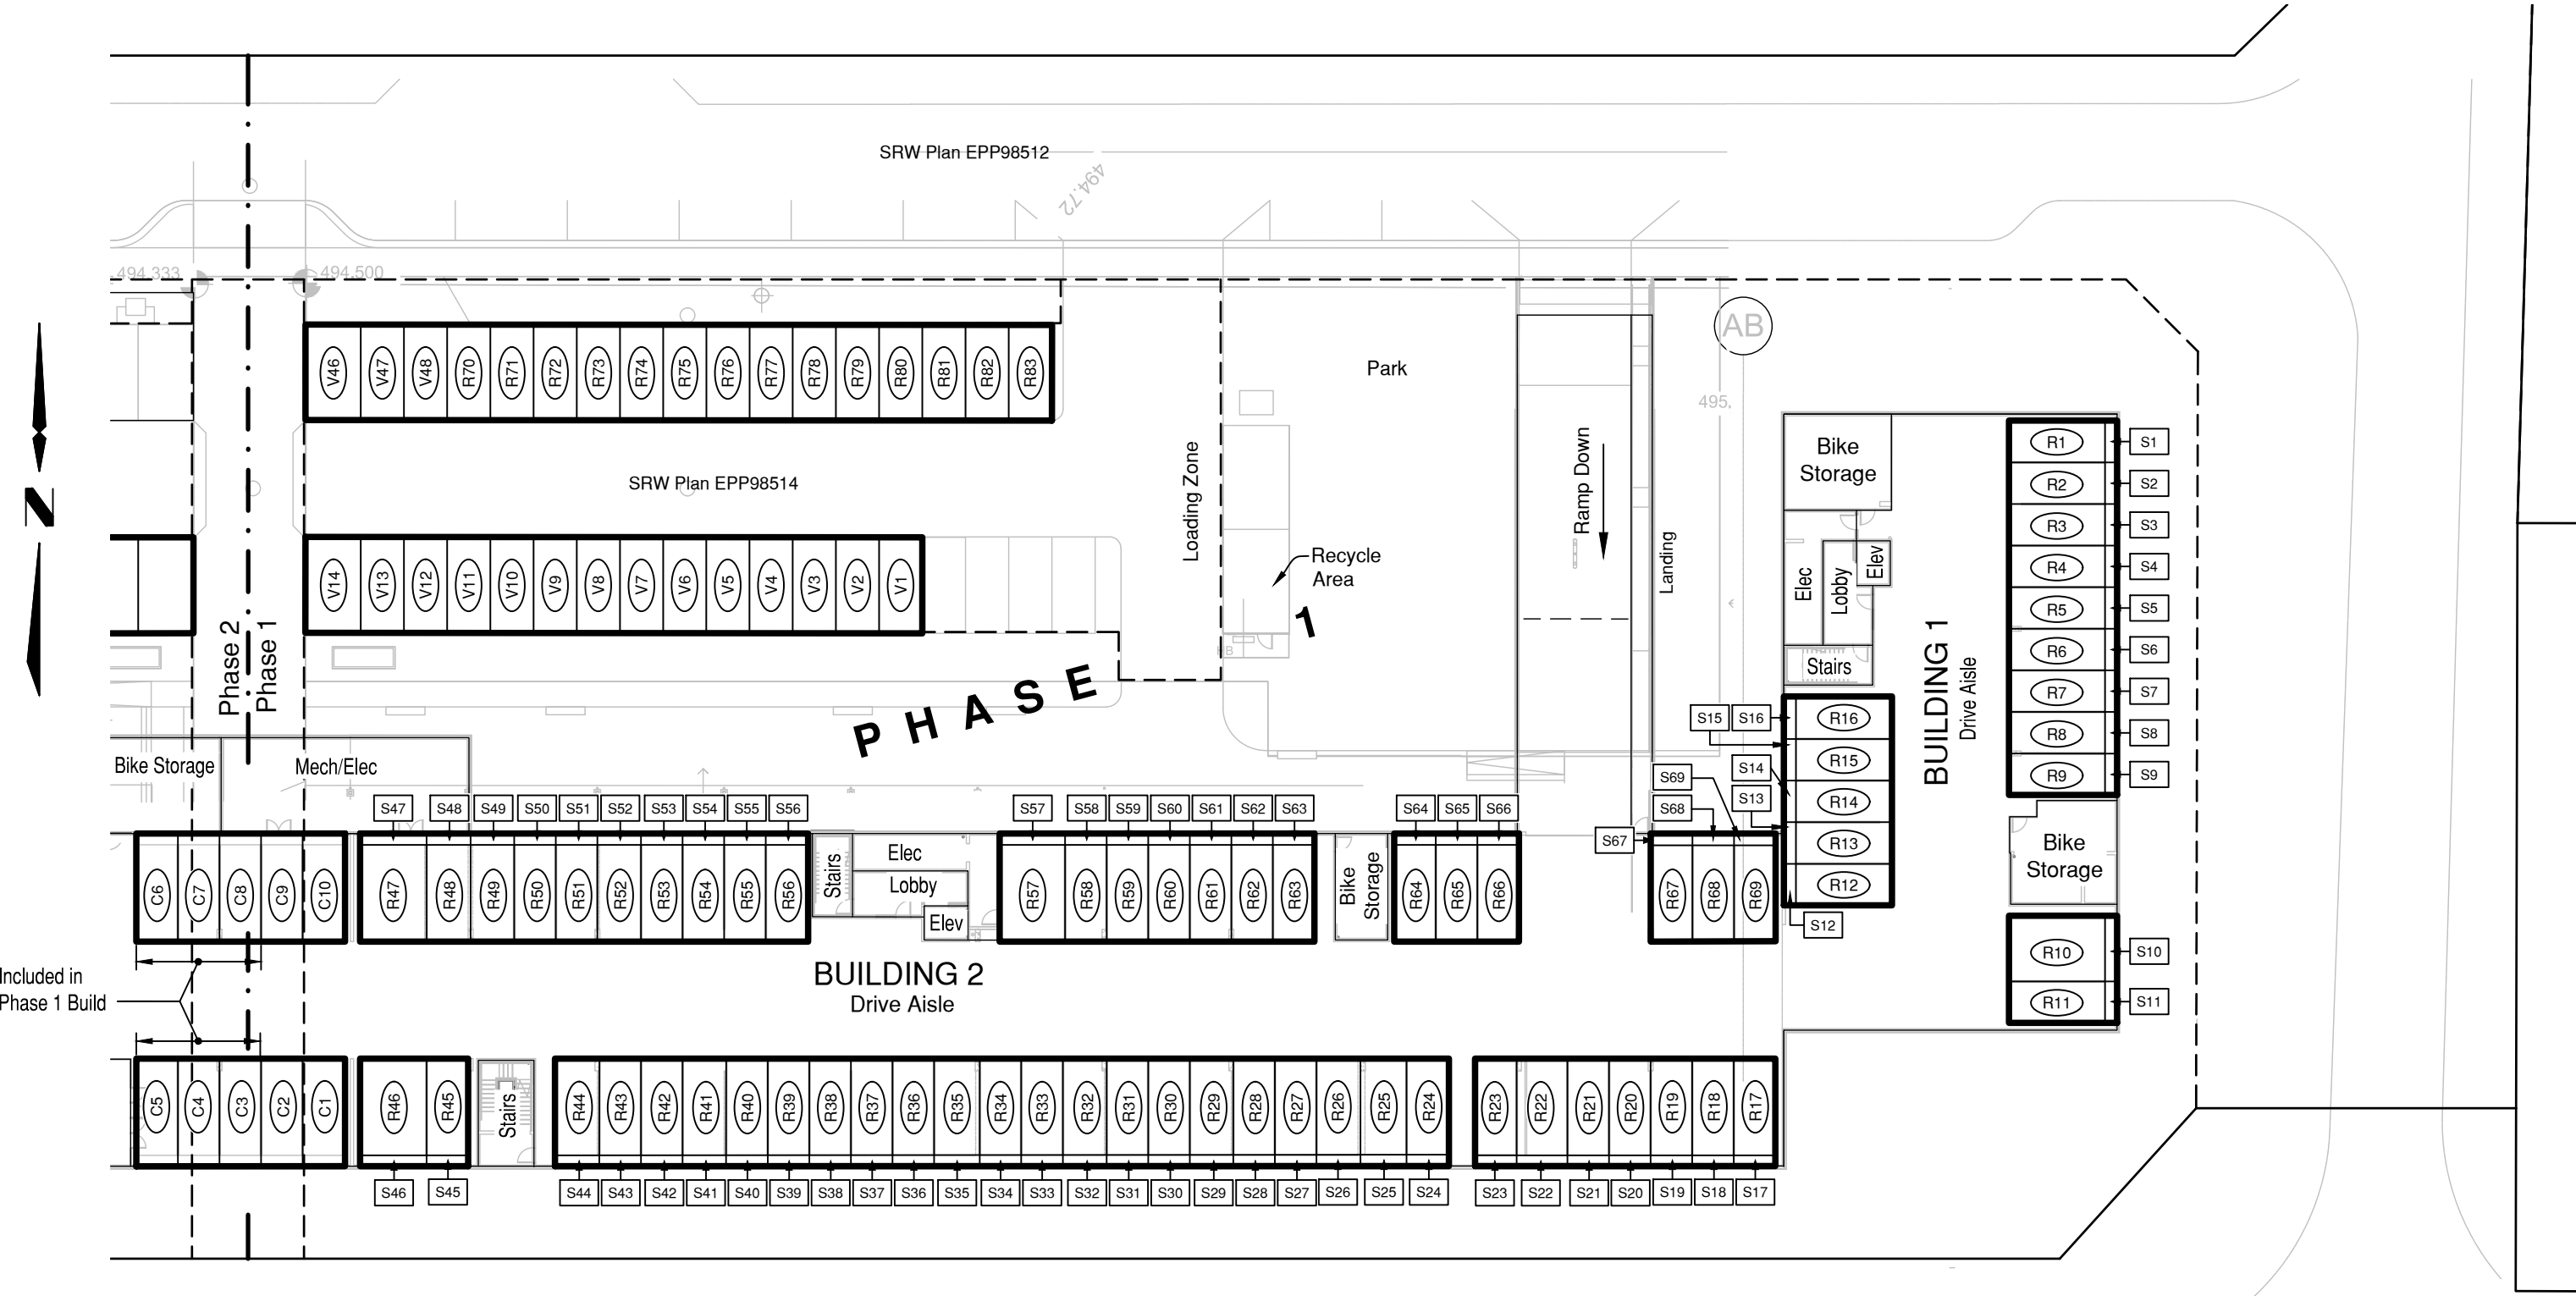 SRW Plan EPP98512
494.72
494.333
494.500
AB
V46 V47 V48 R70 R71 R72 R73 R74 R75 R76 R77 R78 R79 R80 R81 R82 R83
Park
495.
SRW Plan EPP98514
Loading Zone
Ramp Down
Landing
Recycle
Area
N
V14 V13 V12 V11 V10 V9 V8 V7 V6 V5 V4 V3 V2 V1
Phase 2
Phase 1
PHASE 1
Bike
Storage
Elec
Lobby
Elev
Stairs
BUILDING 1
Drive Aisle
R1 S1
R2 S2
R3 S3
R4 S4
R5 S5
R6 S6
R7 S7
R8 S8
R9 S9
Bike
Storage
R10 S10
R11 S11
S15 S16 R16
R15
S14 R14
S13 R13
R12
S12
S69
S68
S67
Bike Storage
Mech/Elec
S47 S48 S49 S50 S51 S52 S53 S54 S55 S56 S57 S58 S59 S60 S61 S62 S63 S64 S65 S66
C6 C7 C8 C9 C10 R47 R48 R49 R50 R51 R52 R53 R54 R55 R56
Stairs
Elec
Lobby
Elev
R57 R58 R59 R60 R61 R62 R63
Bike
Storage
R64 R65 R66 R67 R68 R69
Included in
Phase 1 Build
BUILDING 2
Drive Aisle
C5 C4 C3 C2 C1 R46 R45
Stairs
R44 R43 R42 R41 R40 R39 R38 R37 R36 R35 R34 R33 R32 R31 R30 R29 R28 R27 R26 R25 R24 R23 R22 R21 R20 R19 R18 R17
S46 S45 S44 S43 S42 S41 S40 S39 S38 S37 S36 S35 S34 S33 S32 S31 S30 S29 S28 S27 S26 S25 S24 S23 S22 S21 S20 S19 S18 S17